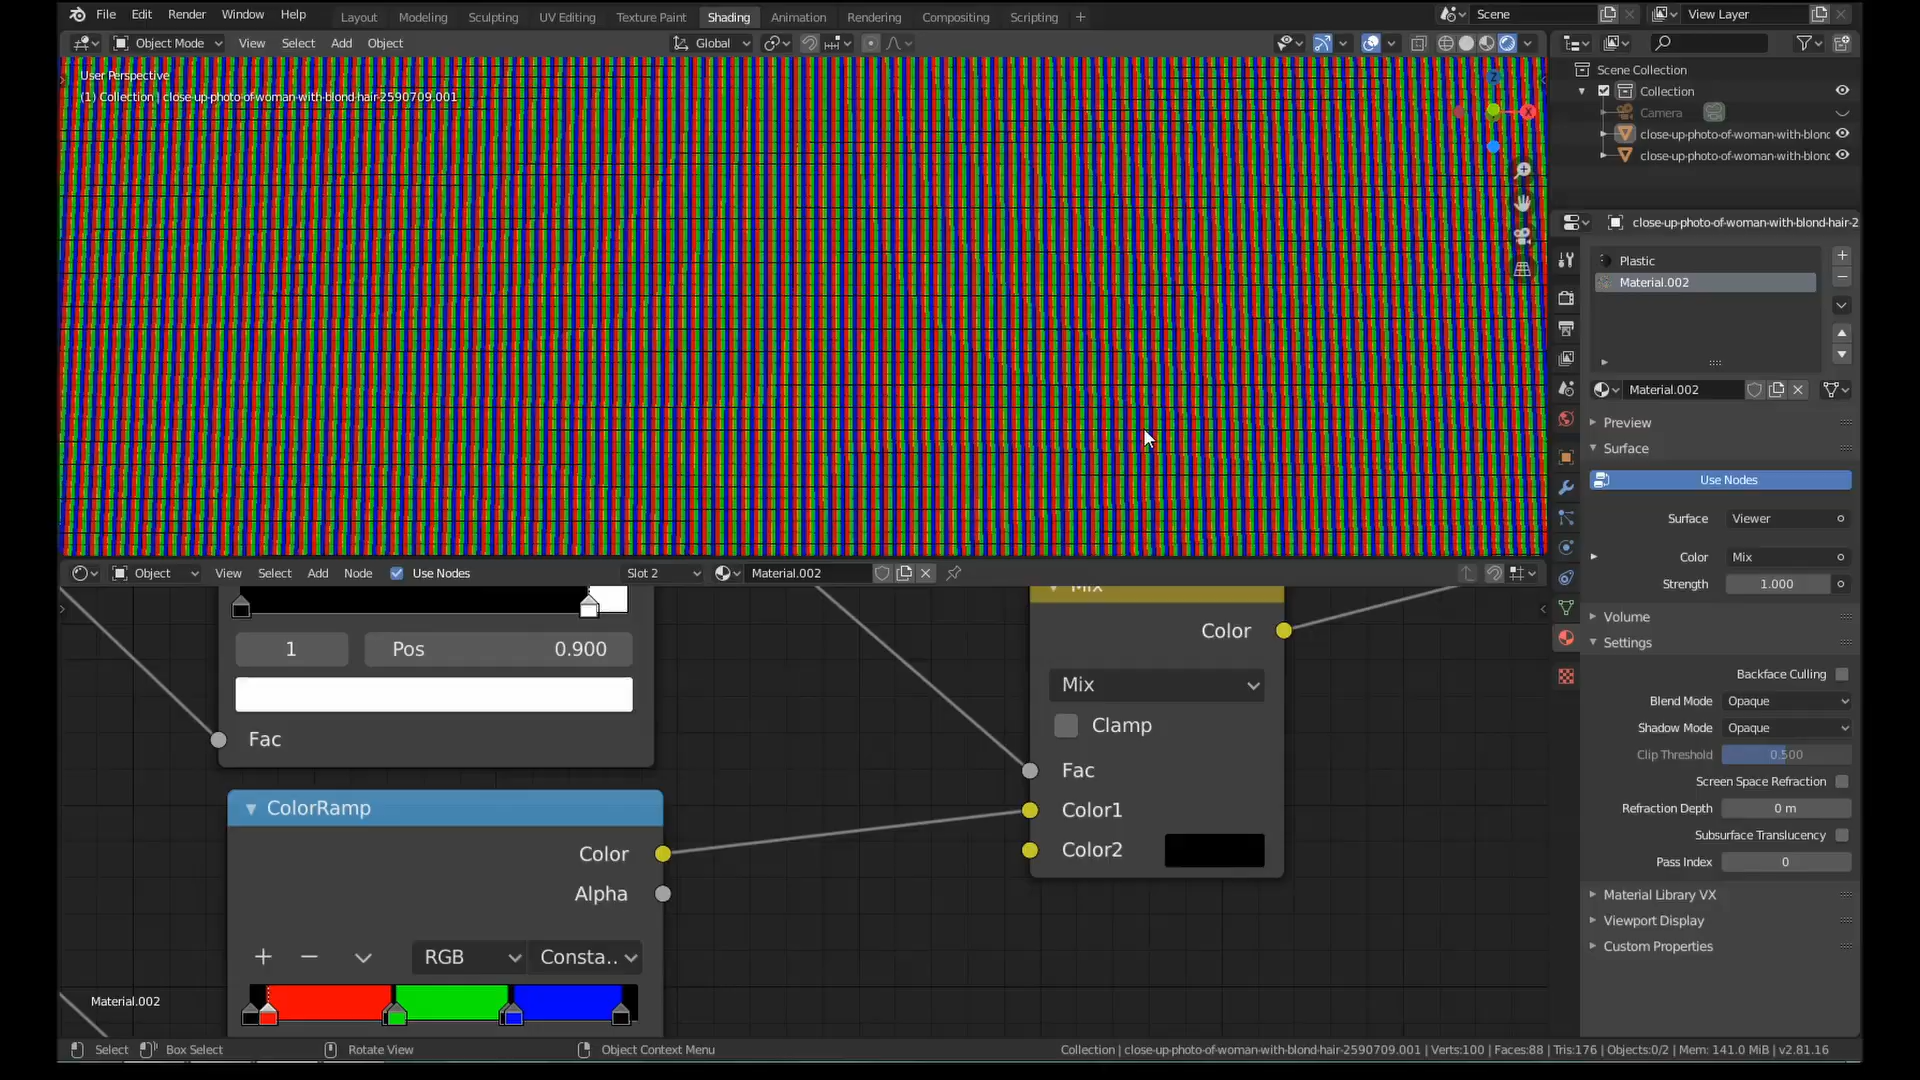 File Edit Render Window Help
Layout Modeling Sculpting UV Editing Texture Paint Shading Animation Rendering Compositing Scripting +
Scene
View Layer
Object Mode View Select Add Object
Global
User Perspective
(1) Collection | close-up-photo-of-woman-with-blond-hair-2590709.001
Z
X
Scene Collection
Collection
Camera
close-up-photo-of-woman-with-blonc
close-up-photo-of-woman-with-blonc
close-up-photo-of-woman-with-blond-hair-2
Plastic
Material.002
Material.002
Preview
Surface
Use Nodes
Surface Viewer
Color Mix
Strength 1.000
Volume
Settings
Backface Culling
Blend Mode Opaque
Shadow Mode Opaque
Clip Threshold 0.500
Screen Space Refraction
Refraction Depth 0 m
Subsurface Translucency
Pass Index 0
Material Library VX
Viewport Display
Custom Properties
Object View Select Add Node Use Nodes Slot 2 Material.002
1 Pos 0.900
Fac
ColorRamp
Color
Alpha
+ − RGB Consta..
Mix
Color
Mix
Clamp
Fac
Color1
Color2
Material.002
Select Box Select Rotate View Object Context Menu
Collection | close-up-photo-of-woman-with-blond-hair-2590709.001 | Verts:100 | Faces:88 | Tris:176 | Objects:0/2 | Mem: 141.0 MiB | v2.81.16